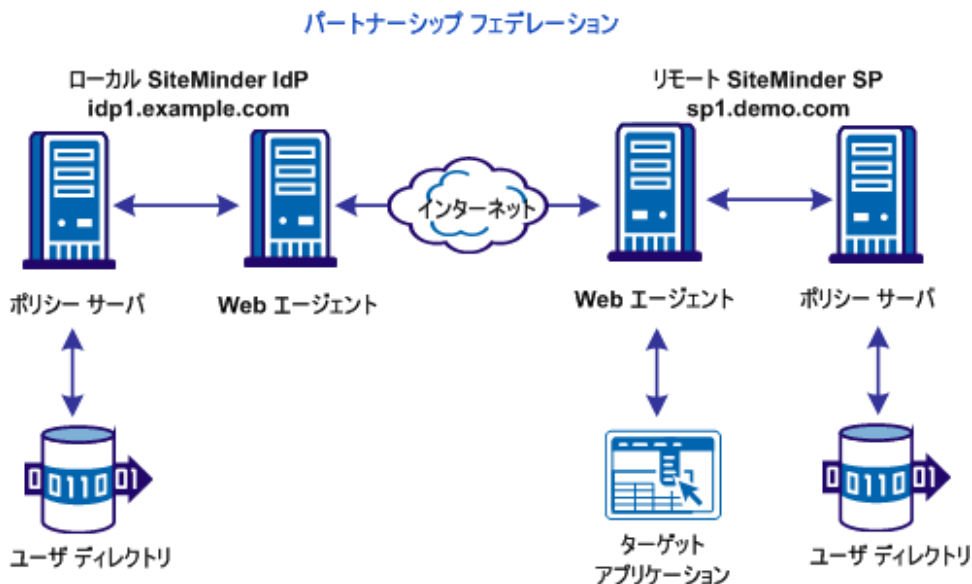 パートナーシップ フェデレーション
ローカル SiteMinder IdP
idp1.example.com
リモート SiteMinder SP
sp1.demo.com
インターネット
ポリシー サーバ
Web エージェント
Web エージェント
ポリシー サーバ
0 0110 01
0 0110 01
ユーザ ディレクトリ
ターゲット
アプリケーション
ユーザ ディレクトリ